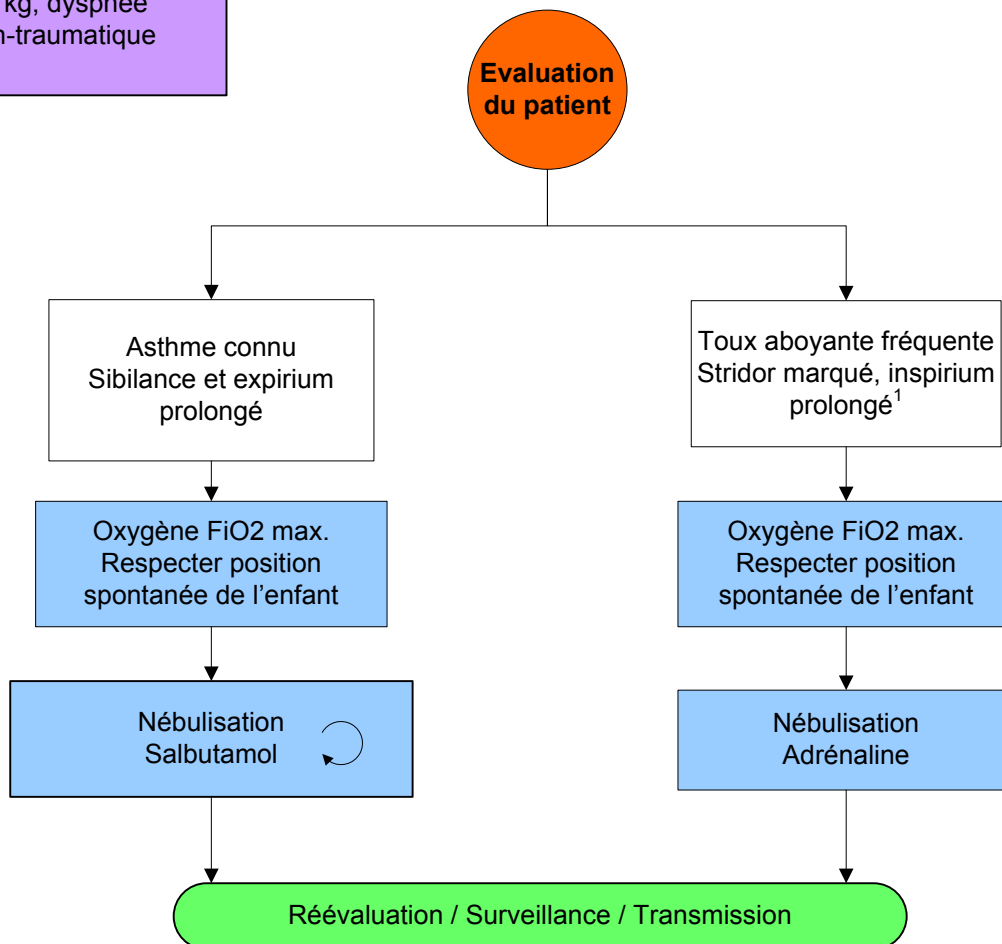 kg, dyspnée
-traumatique
Evaluation
du patient
Asthme connu
Sibilance et expirium
prolongé
Toux aboyante fréquente
Stridor marqué, inspirium
prolongé¹
Oxygène FiO2 max.
Respecter position
spontanée de l'enfant
Oxygène FiO2 max.
Respecter position
spontanée de l'enfant
Nébulisation
Salbutamol
Nébulisation
Adrénaline
Réévaluation / Surveillance / Transmission